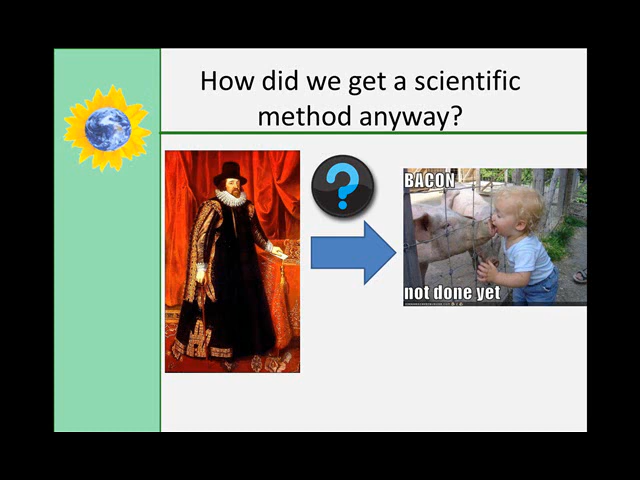 How did we get a scientific
method anyway?
?
BACON
not done yet